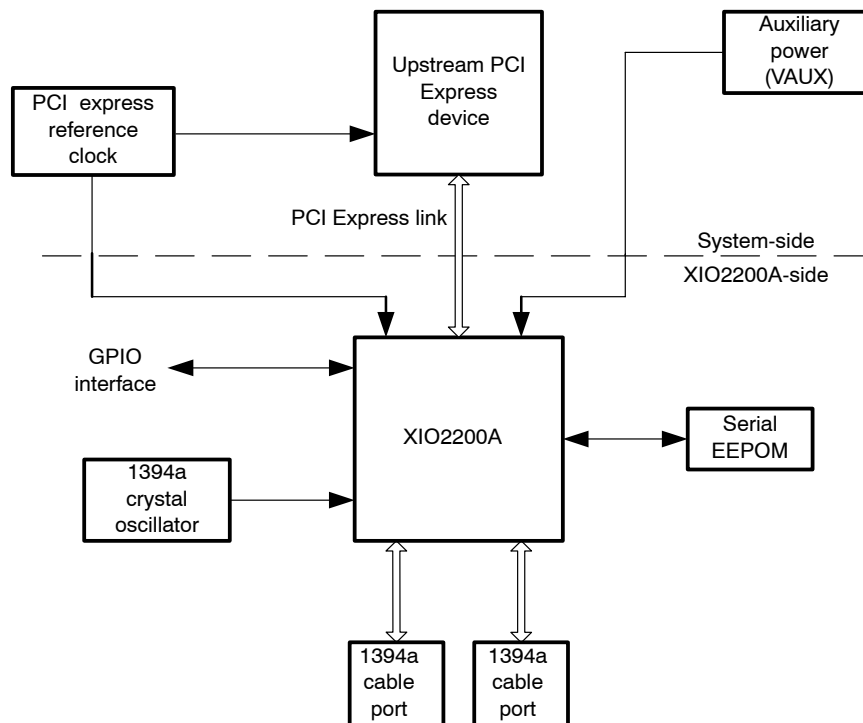 Auxiliary
power
(VAUX)
Upstream PCI
Express
device
PCI express
reference
clock
PCI Express link
System-side
XIO2200A-side
GPIO
interface
XIO2200A
Serial
EEPOM
1394a
crystal
oscillator
1394a
cable
port
1394a
cable
port